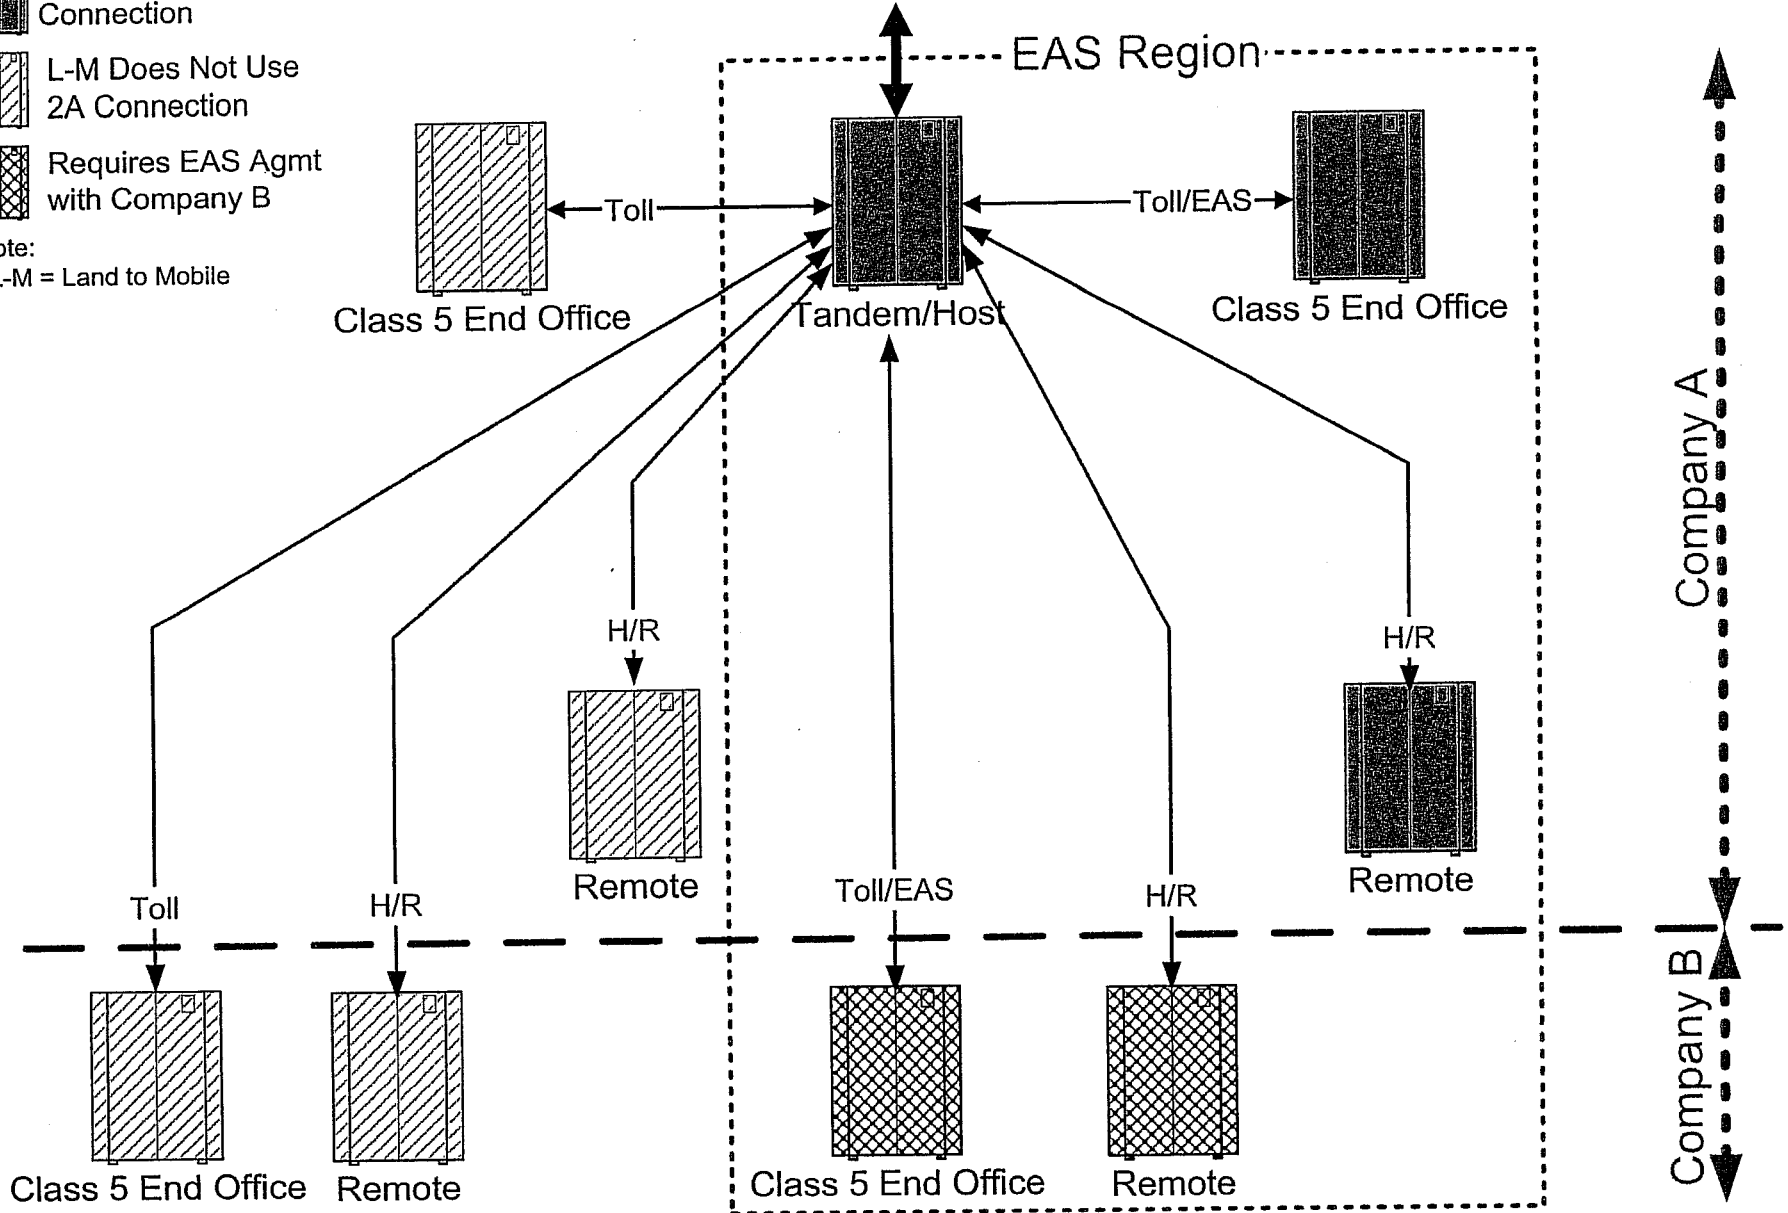 Connection
L-M Does Not Use
2A Connection
Requires EAS Agmt
with Company B
ote:
L-M = Land to Mobile
EAS Region
Toll
Toll/EAS
Class 5 End Office
Tandem/Host
Class 5 End Office
Company A
H/R
H/R
Remote
Remote
Toll
H/R
Toll/EAS
H/R
Company B
Class 5 End Office
Remote
Class 5 End Office
Remote